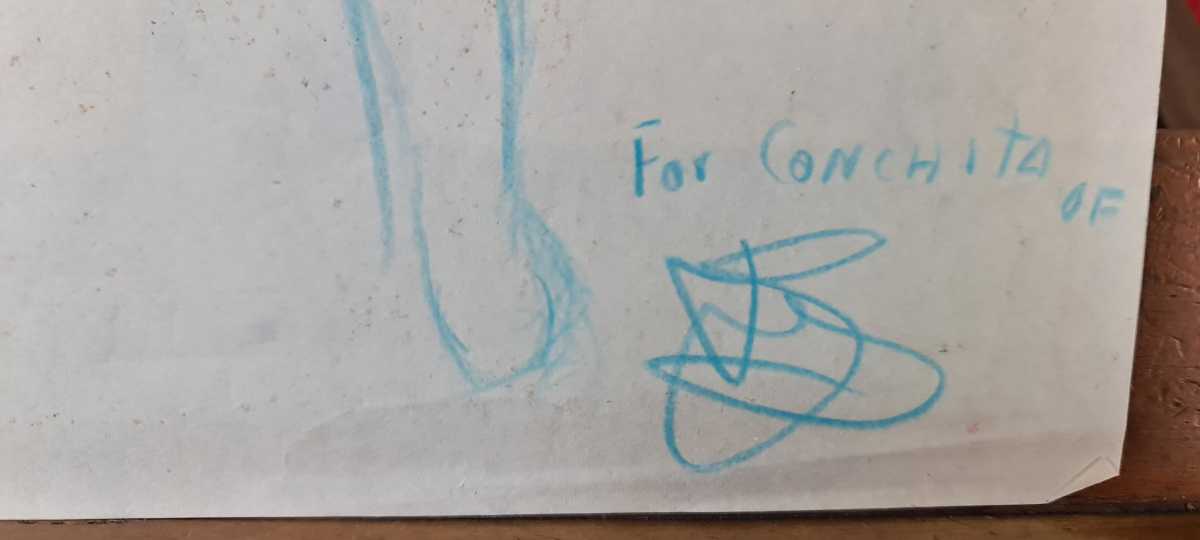 For CONCHITA
OF